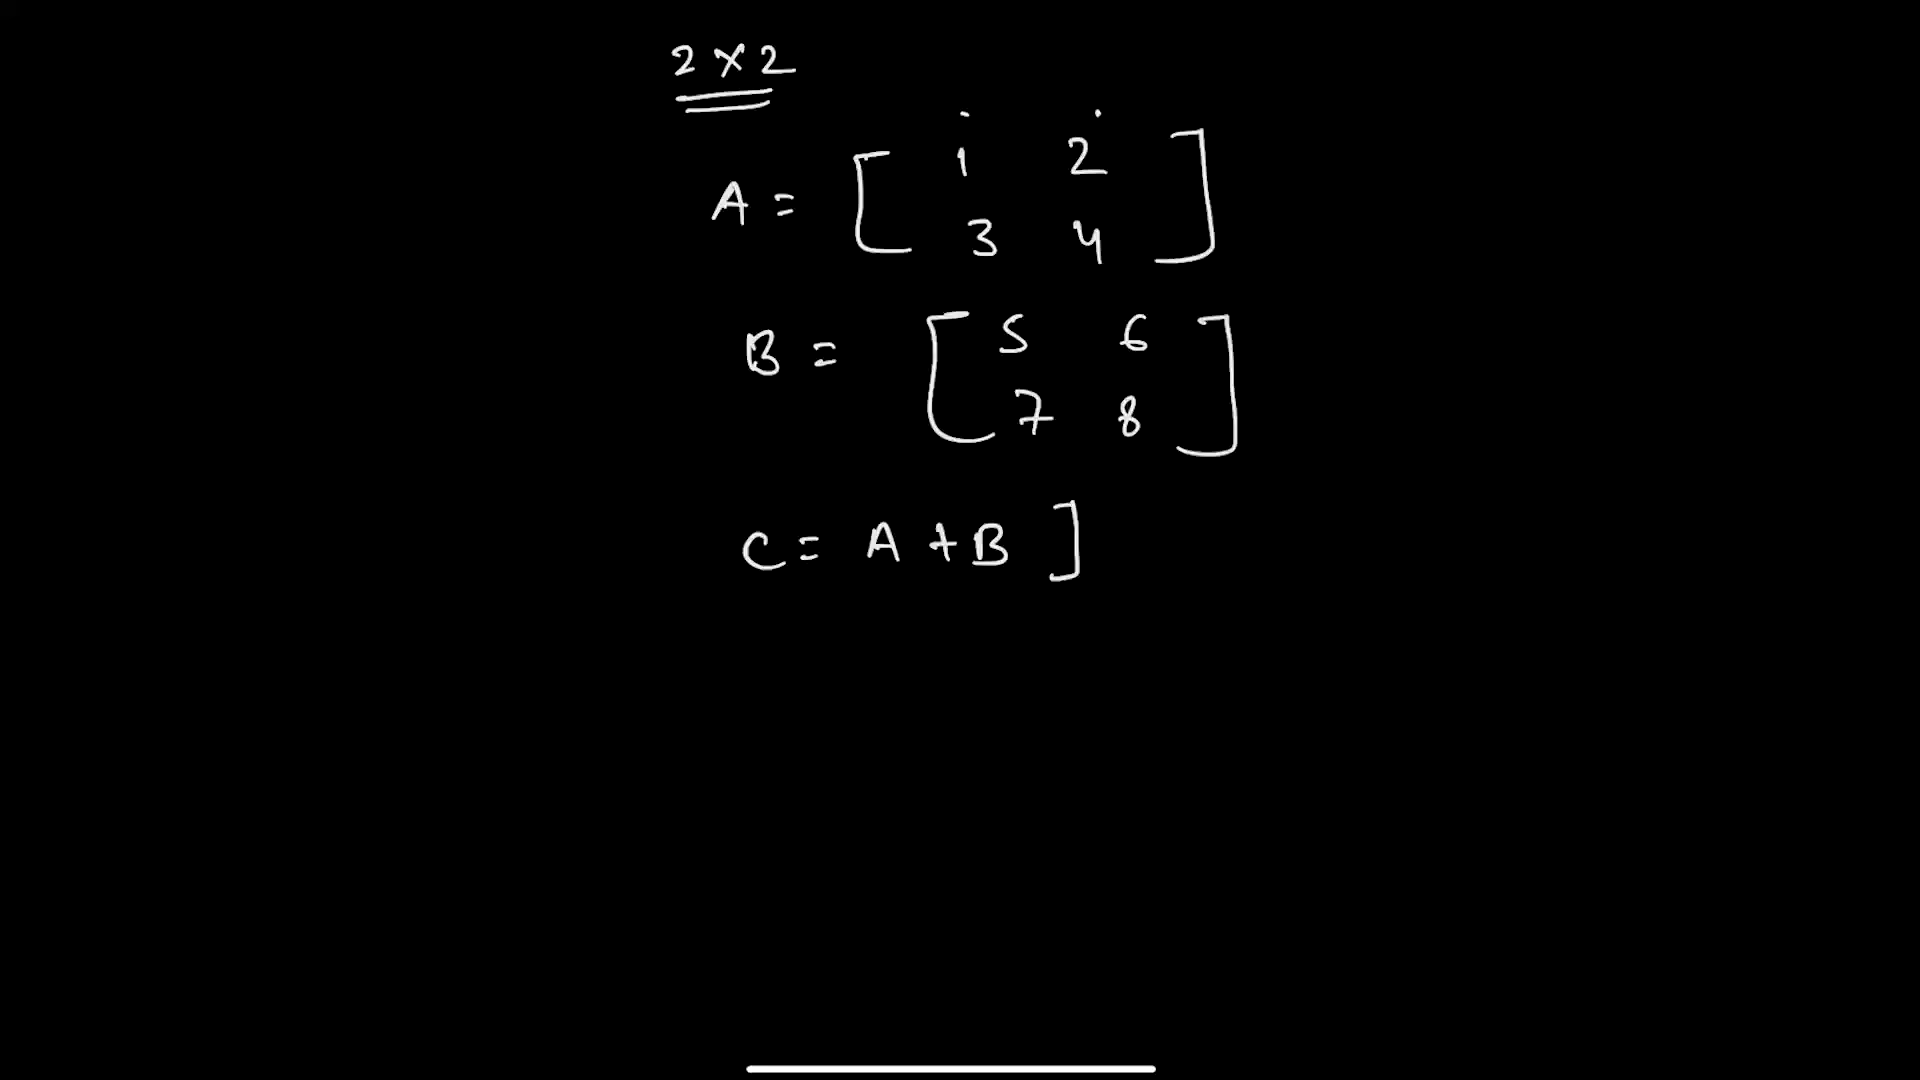 2 × 2
A = [ 1 2
3 4 ]
B = [ 5 6
7 8 ]
C = A + B ]